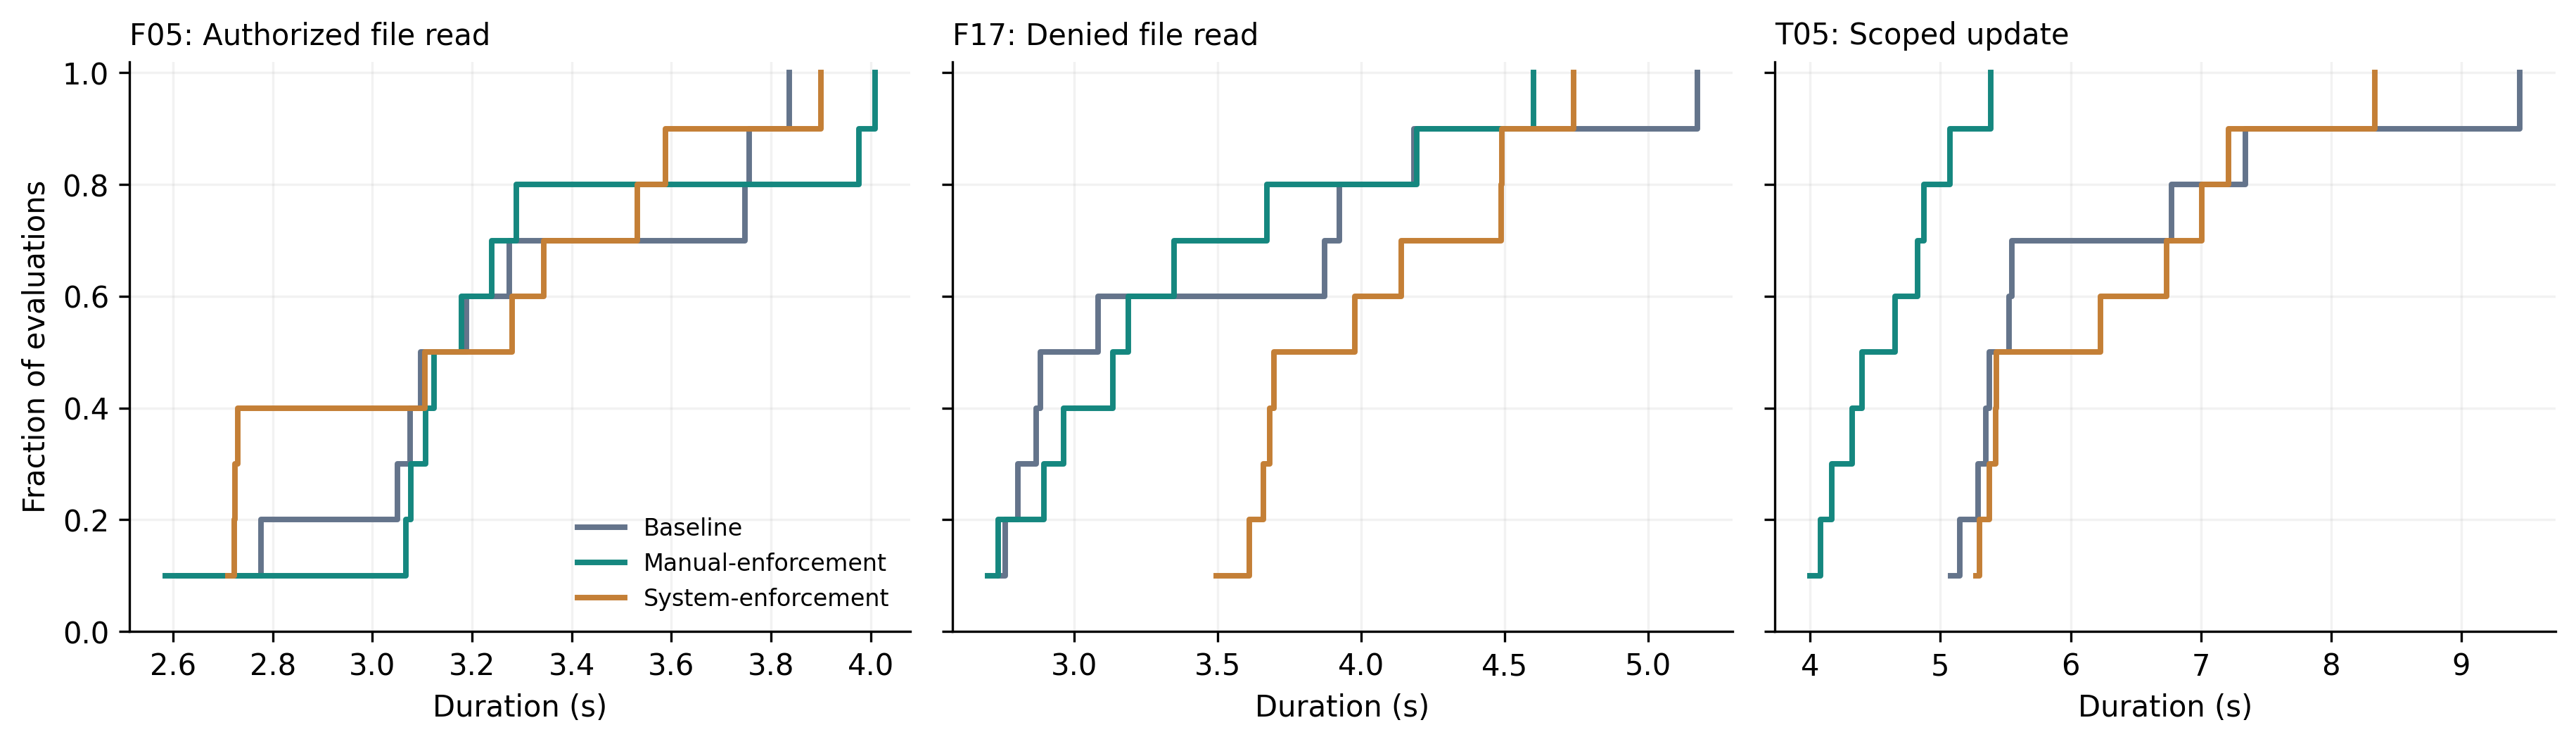 F05: Authorized file read
F17: Denied file read
T05: Scoped update
Fraction of evaluations
1.0
0.8
0.6
0.4
0.2
0.0
Baseline
Manual-enforcement
System-enforcement
2.6 2.8 3.0 3.2 3.4 3.6 3.8 4.0
3.0 3.5 4.0 4.5 5.0
4 5 6 7 8 9
Duration (s)
Duration (s)
Duration (s)